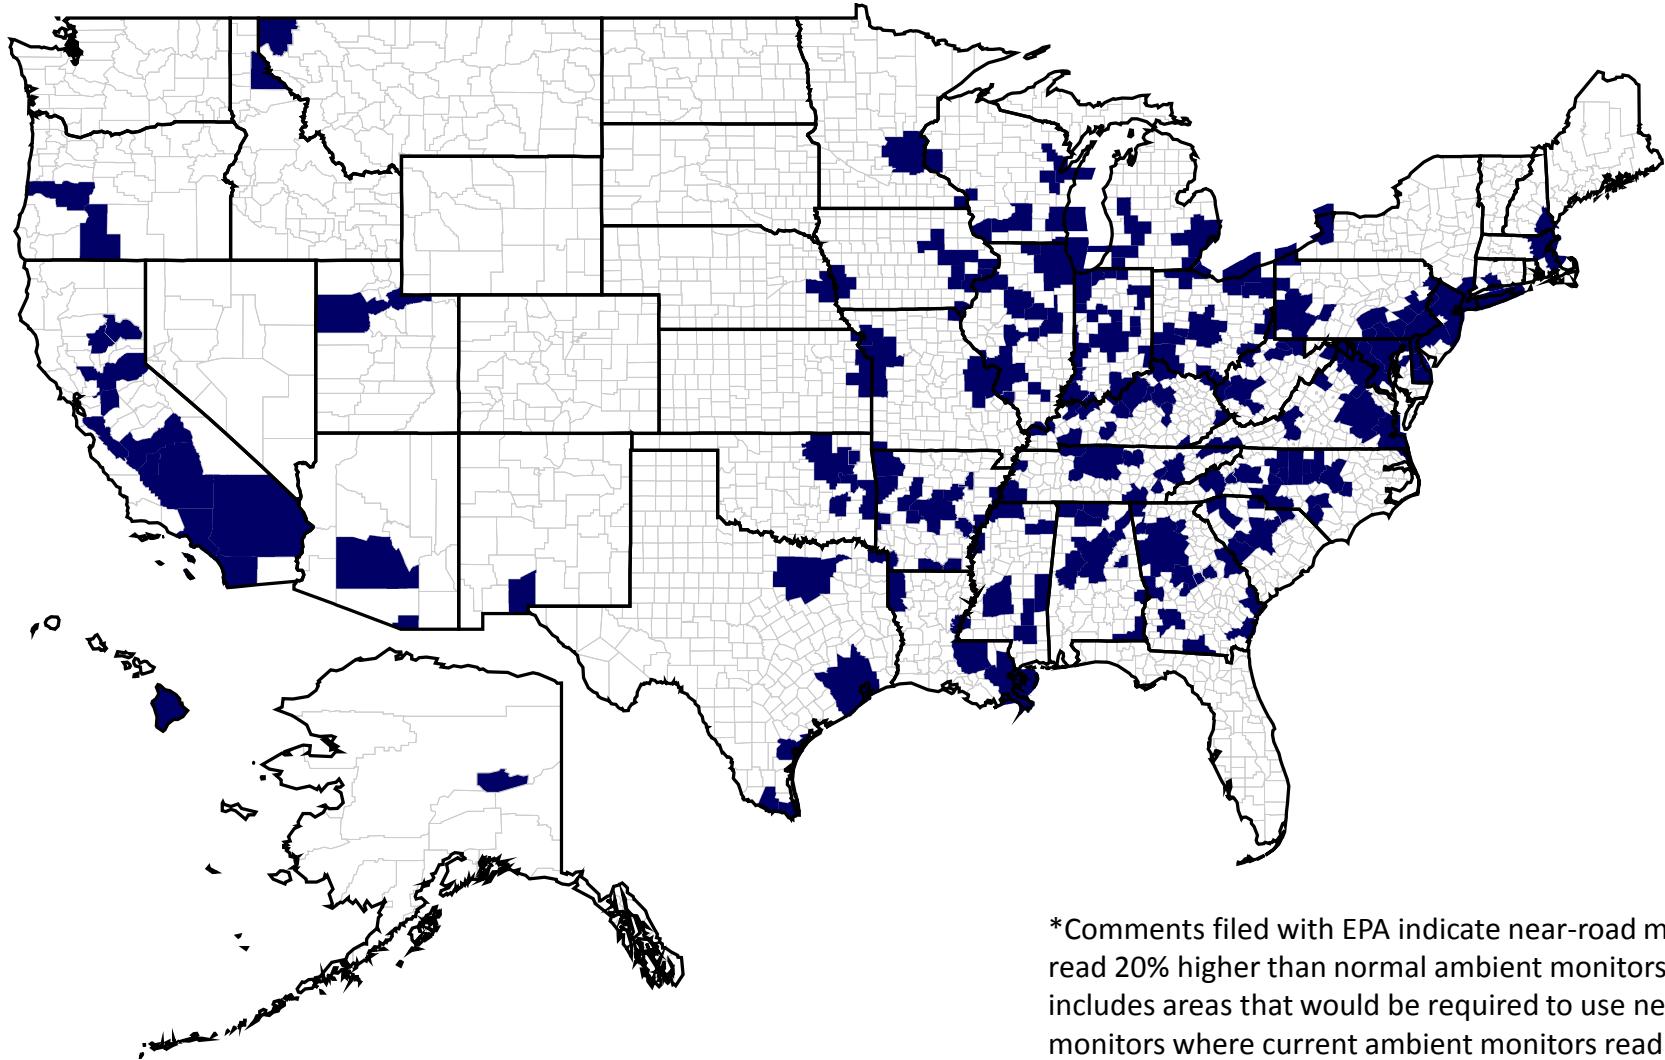 *Comments filed with EPA indicate near-road
read 20% higher than normal ambient monitors
includes areas that would be required to use
monitors where current ambient monitors read